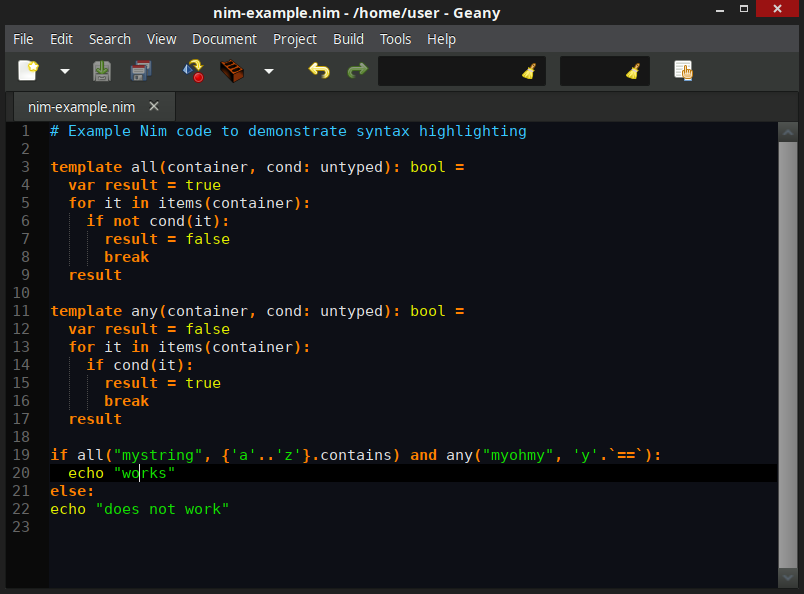 nim-example.nim - /home/user - Geany
File Edit Search View Document Project Build Tools Help
nim-example.nim
1 # Example Nim code to demonstrate syntax highlighting
2
3 template all(container, cond: untyped): bool =
4   var result = true
5   for it in items(container):
6     if not cond(it):
7       result = false
8       break
9   result
10
11 template any(container, cond: untyped): bool =
12   var result = false
13   for it in items(container):
14     if cond(it):
15       result = true
16       break
17   result
18
19 if all("mystring", {'a'..'z'}.contains) and any("myohmy", 'y'.`==`):
20   echo "works"
21 else:
22 echo "does not work"
23